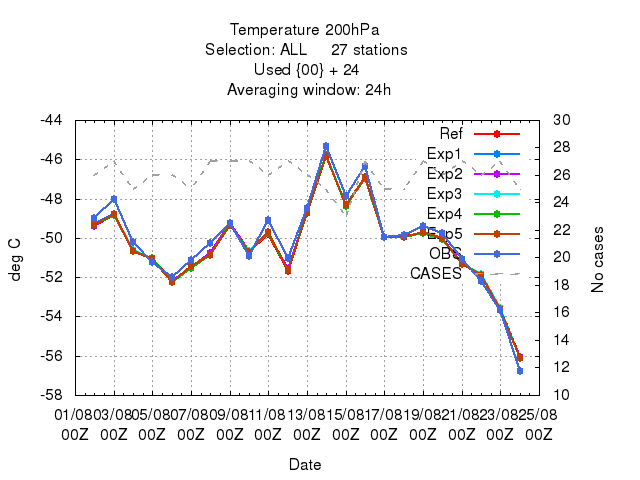 Temperature 200hPa
Selection: ALL 27 stations
Used {00} + 24
Averaging window: 24h
-44
-46
-48
-50
-52
-54
-56
-58
deg C
30
28
26
24
22
20
18
16
14
12
10
No cases
Ref
Exp1
Exp2
Exp3
Exp4
Exp5
OBS
CASES
01/08 03/08 05/08 07/08 09/08 11/08 13/08 15/08 17/08 19/08 21/08 23/08 25/08
00Z 00Z 00Z 00Z 00Z 00Z 00Z 00Z 00Z 00Z 00Z 00Z 00Z
Date